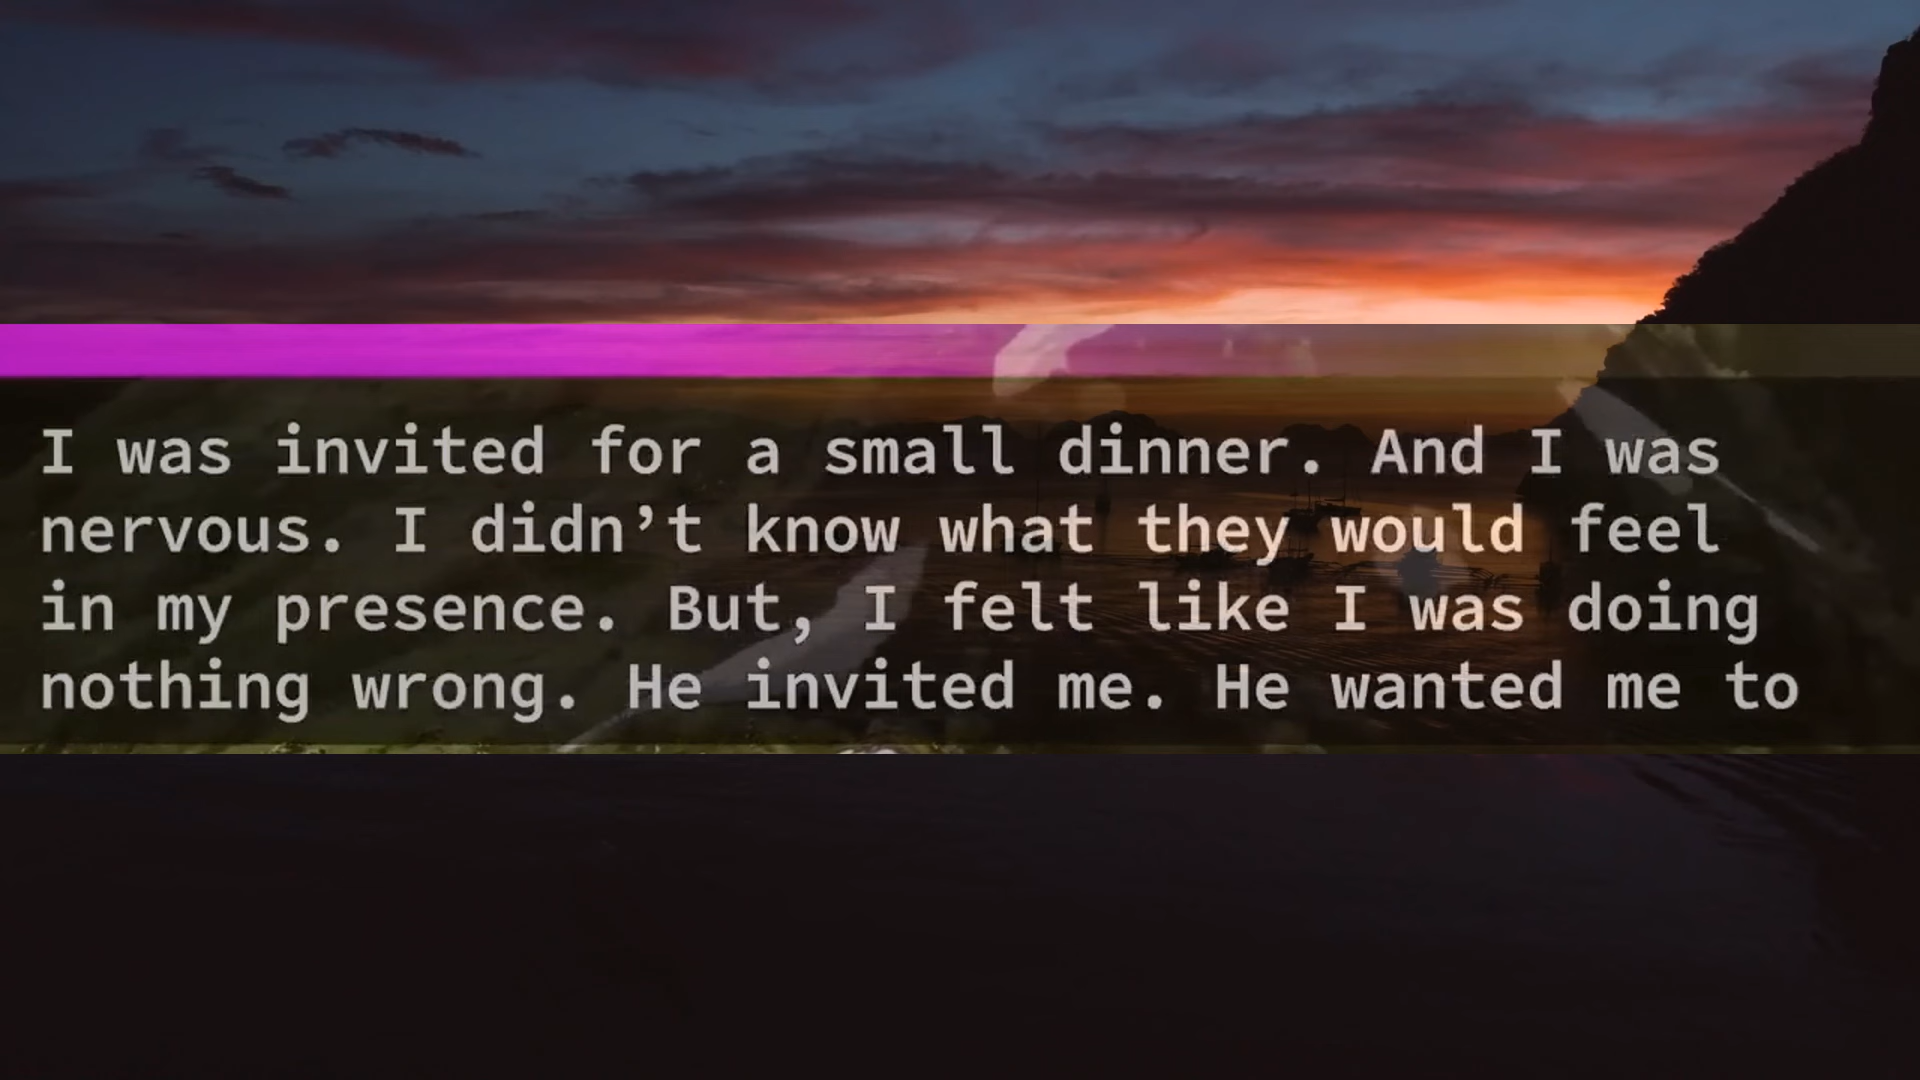 I was invited for a small dinner. And I was
nervous. I didn’t know what they would feel
in my presence. But, I felt like I was doing
nothing wrong. He invited me. He wanted me to